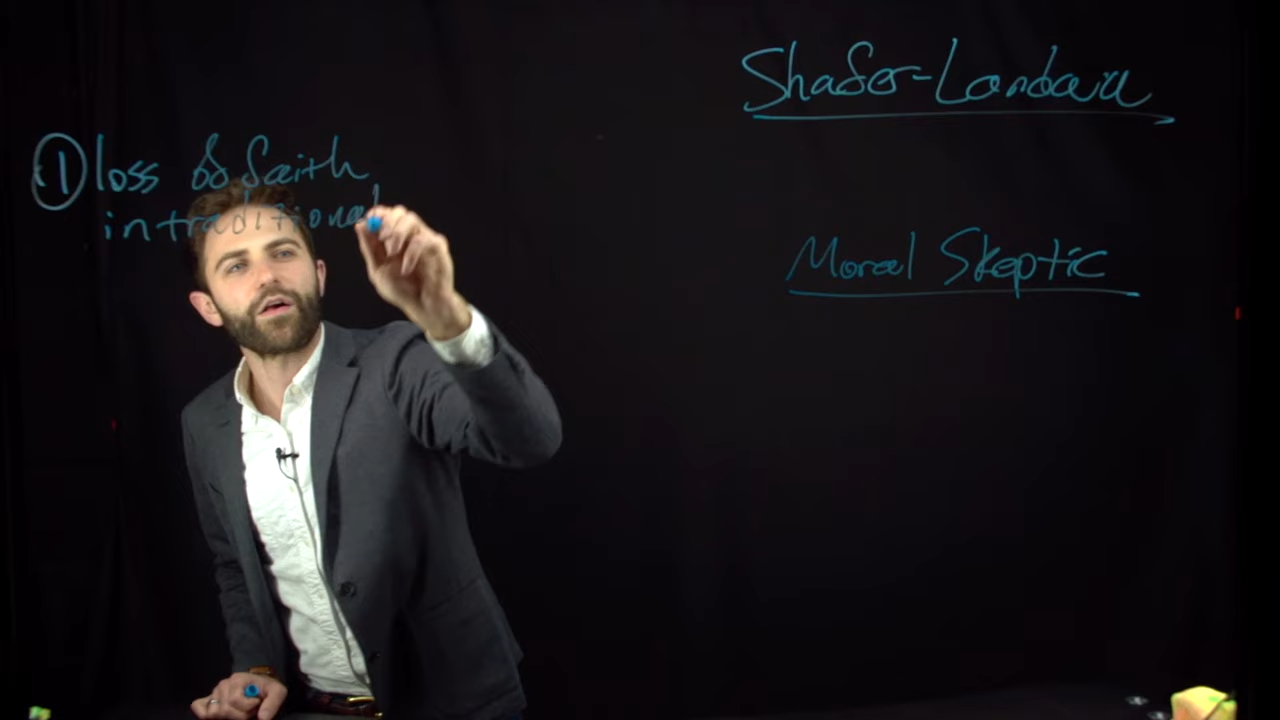 Shafer-Landau
① loss of faith
in traditional
Moral Skeptic